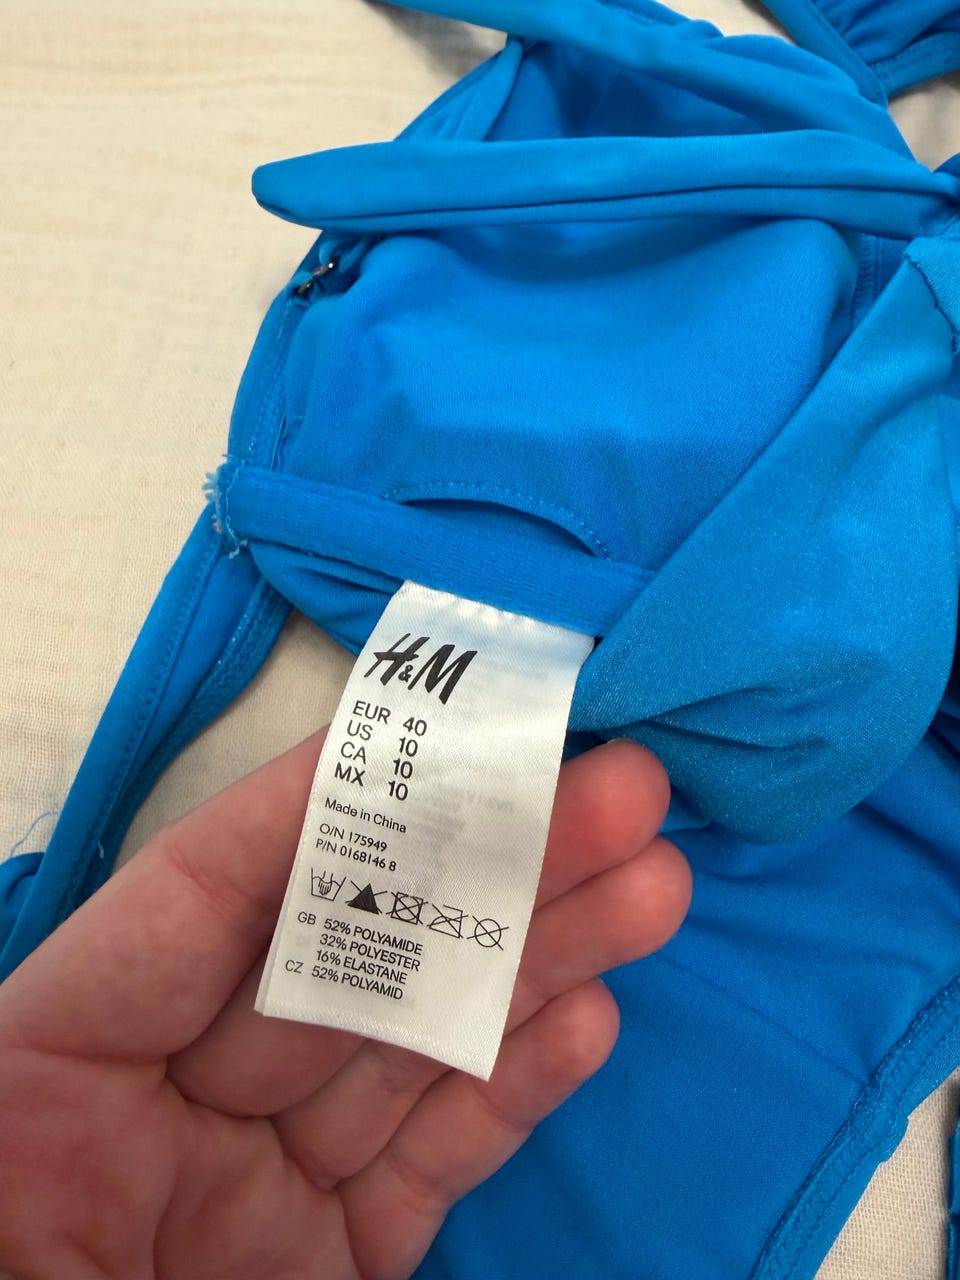 H&M
EUR 40
US 10
CA 10
MX 10
Made in China
O/N 175949
P/N 0168146 8
GB 52% POLYAMIDE
32% POLYESTER
16% ELASTANE
CZ 52% POLYAMID